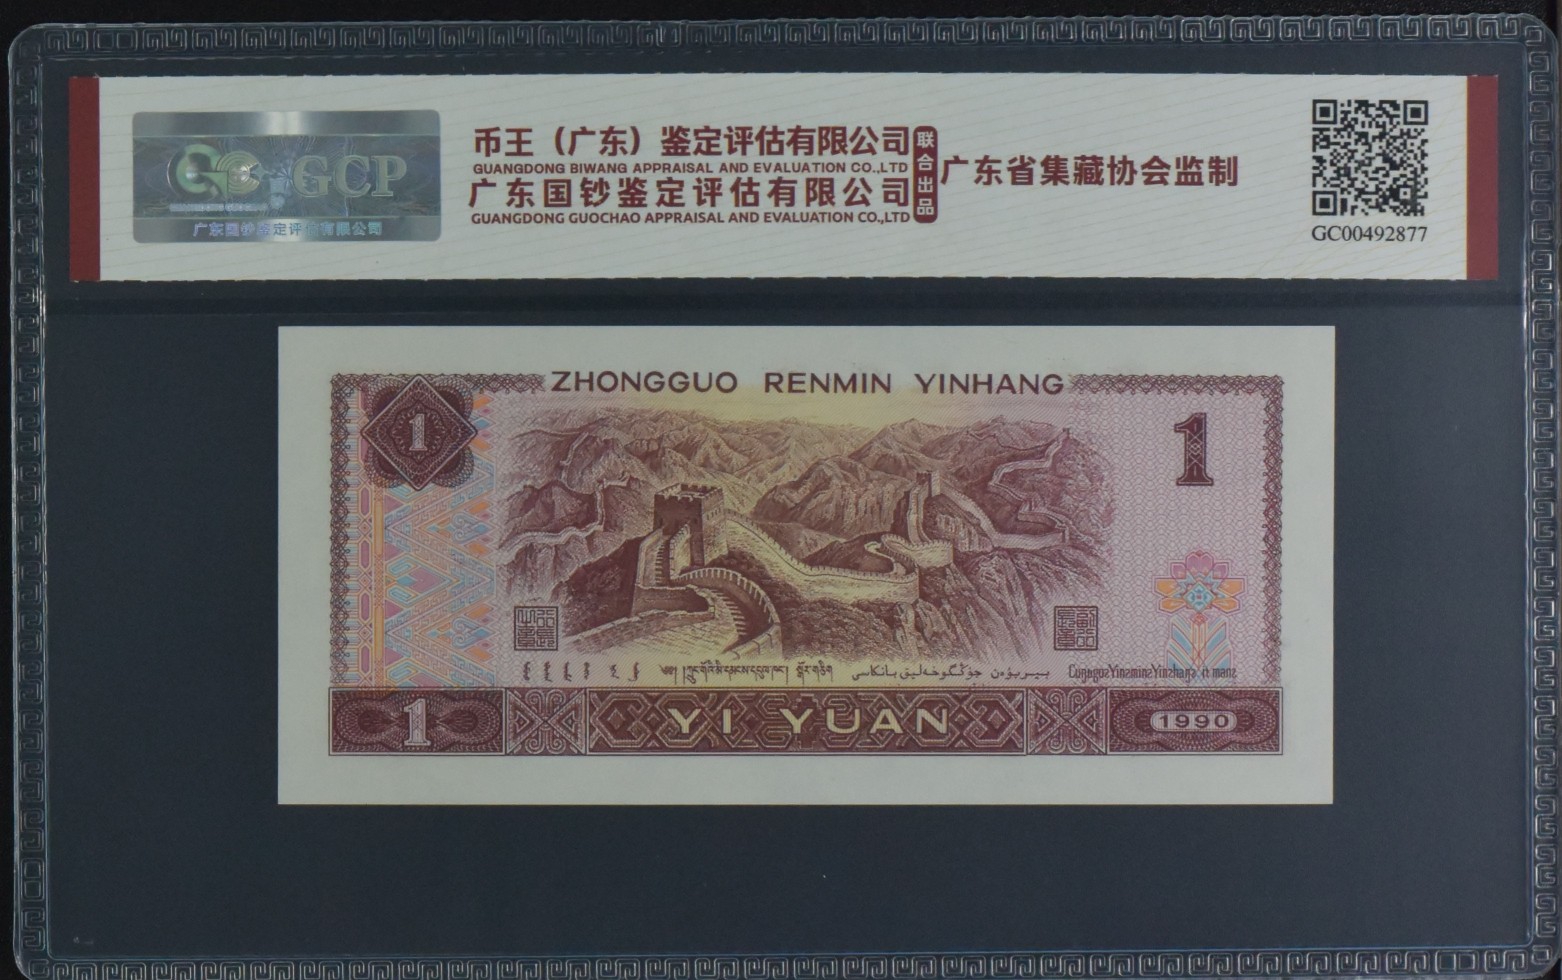 GCP
广东国钞鉴定评估有限公司
币王（广东）鉴定评估有限公司
GUANGDONG BIWANG APPRAISAL AND EVALUATION CO.,LTD
广东国钞鉴定评估有限公司
GUANGDONG GUOCHAO APPRAISAL AND EVALUATION CO.,LTD
联合出品
广东省集藏协会监制
GC00492877
ZHONGGUO RENMIN YINHANG
1
1
1
YI YUAN
1990